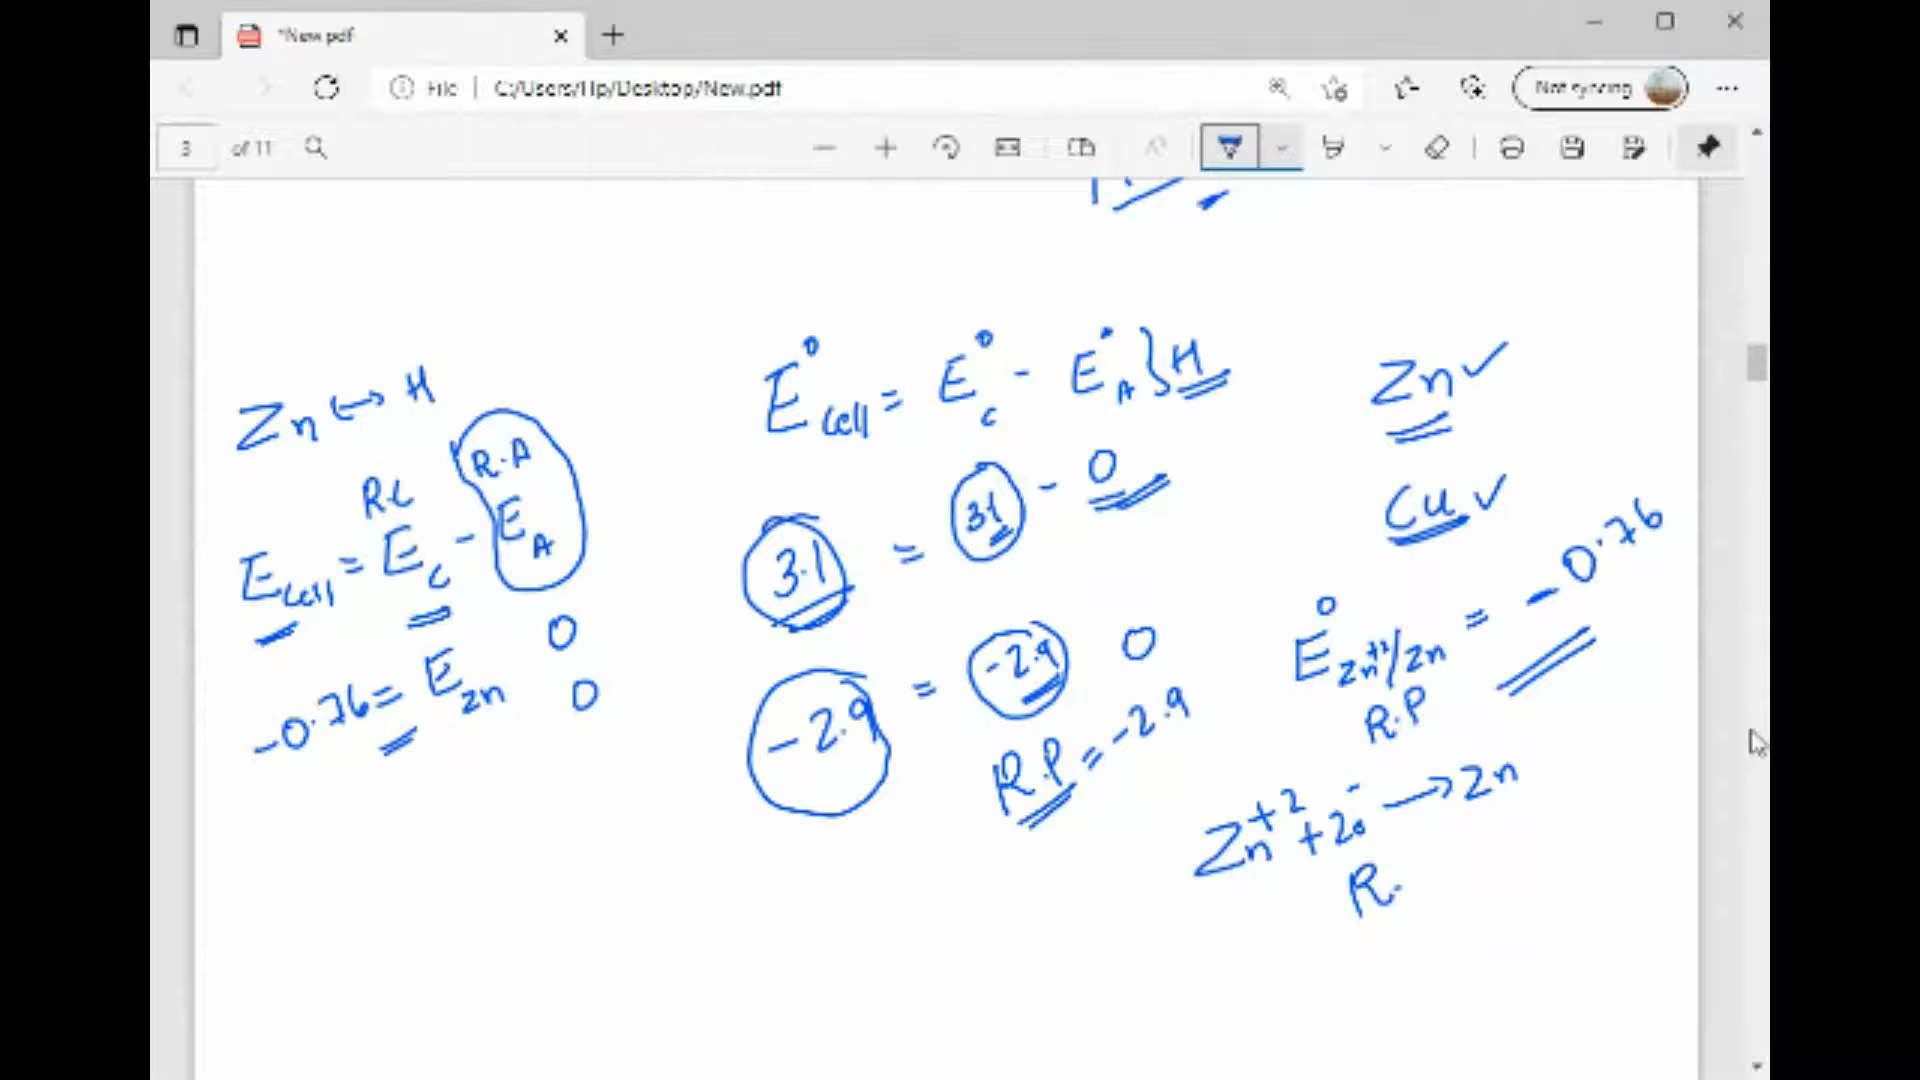 *New.pdf
File | C:/Users/Hp/Desktop/New.pdf
Not syncing
3 of 11
Zn ↔ H
R.C R.A
Ecell = EC - EA
0
-0.76 = EZn 0
E°cell = E°C - E°A } H
3.1 = 3.1 - 0
-2.9 = -2.9 0
R.P = -2.9
Zn ✓
Cu ✓
E°Zn+2/Zn = -0.76
R.P
Zn+2 + 2e- → Zn
R.